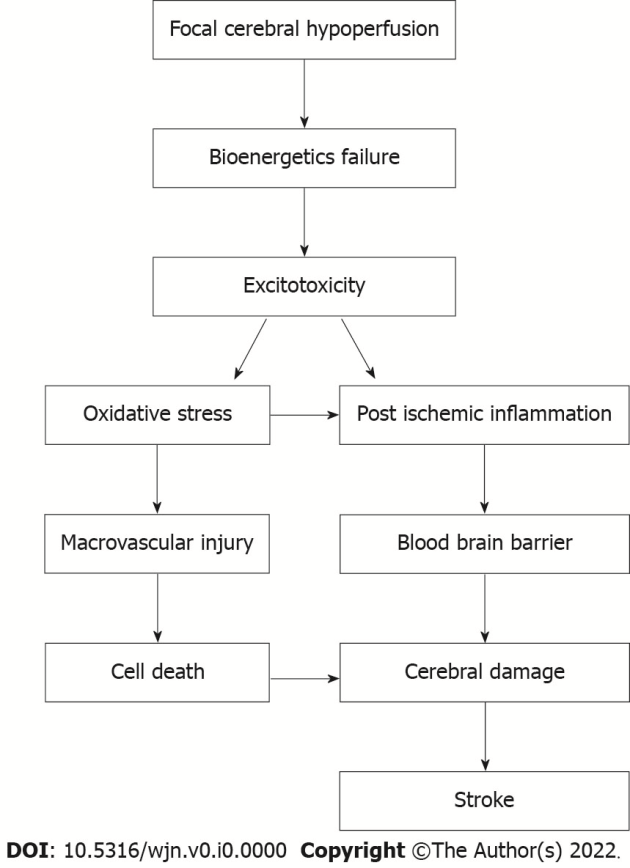 Focal cerebral hypoperfusion
Bioenergetics failure
Excitotoxicity
Oxidative stress
Post ischemic inflammation
Macrovascular injury
Blood brain barrier
Cell death
Cerebral damage
Stroke
DOI: 10.5316/wjn.v0.i0.0000 Copyright ©The Author(s) 2022.